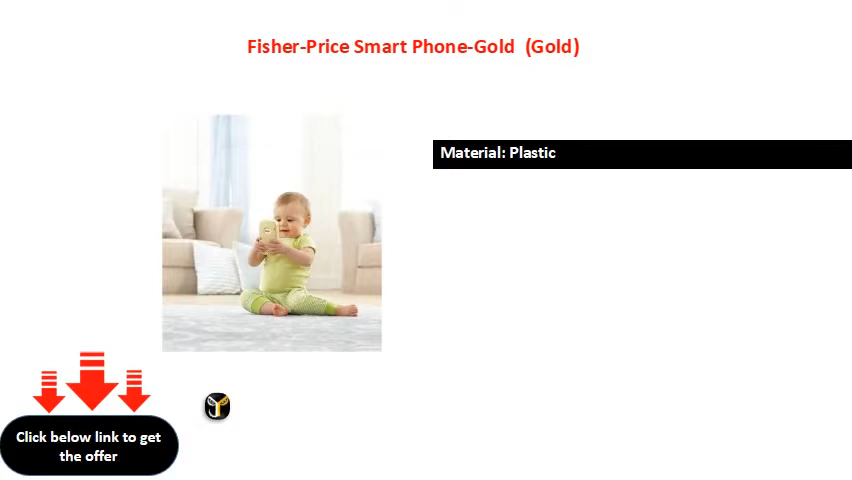 Fisher-Price Smart Phone-Gold  (Gold)
Material: Plastic
Click below link to get
the offer